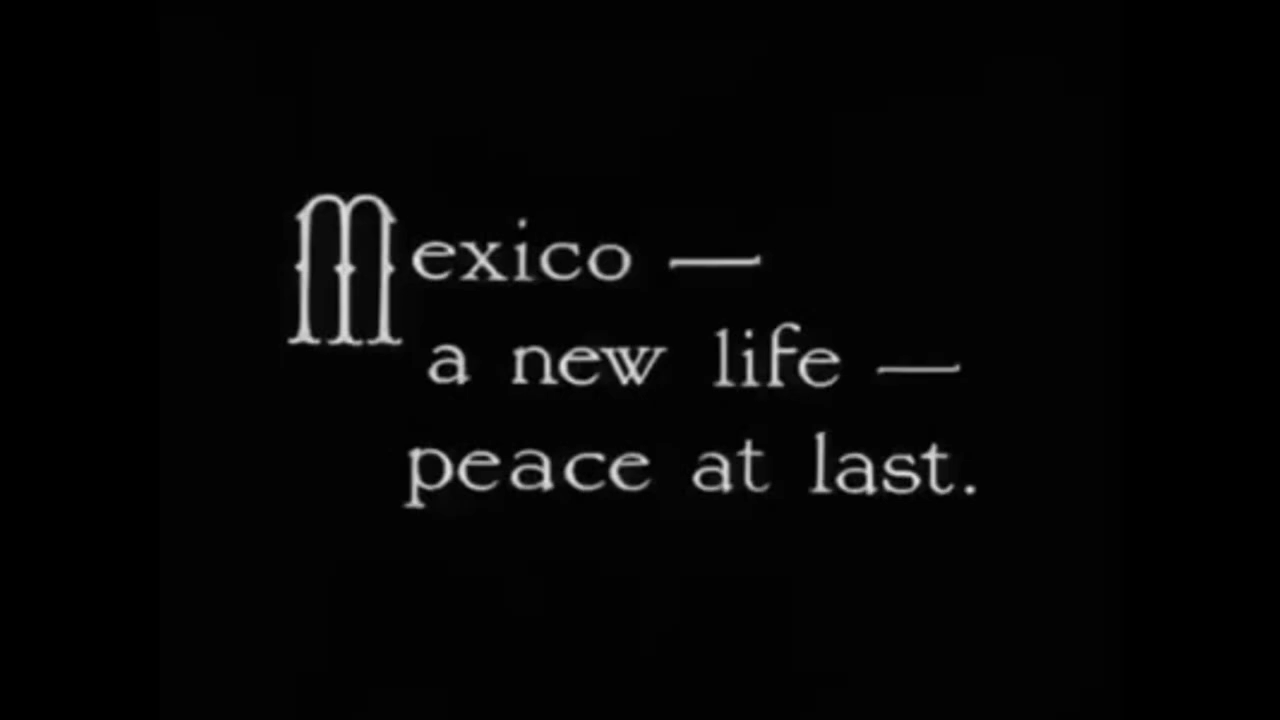 Mexico —
a new life —
peace at last.